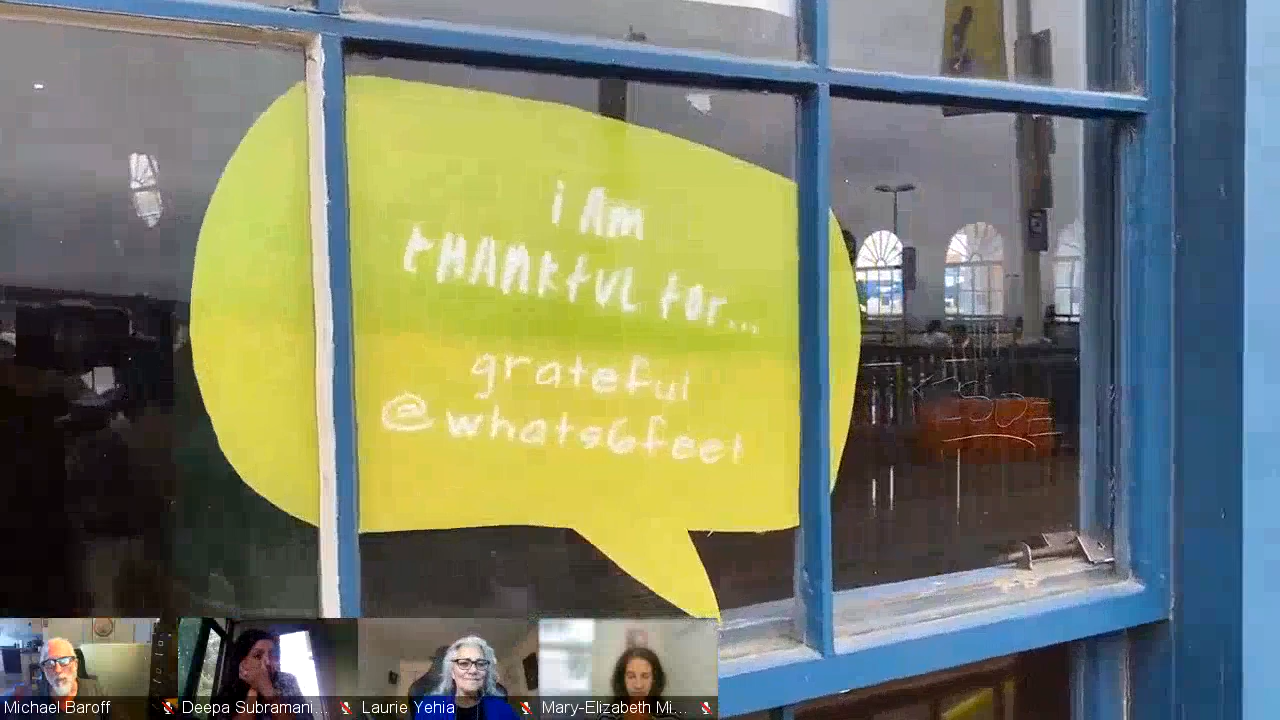 i Am
tHANkfUL for...
grateful
@whats6feet
Michael Baroff
Deepa Subramani...
Laurie Yehia
Mary-Elizabeth Mi...